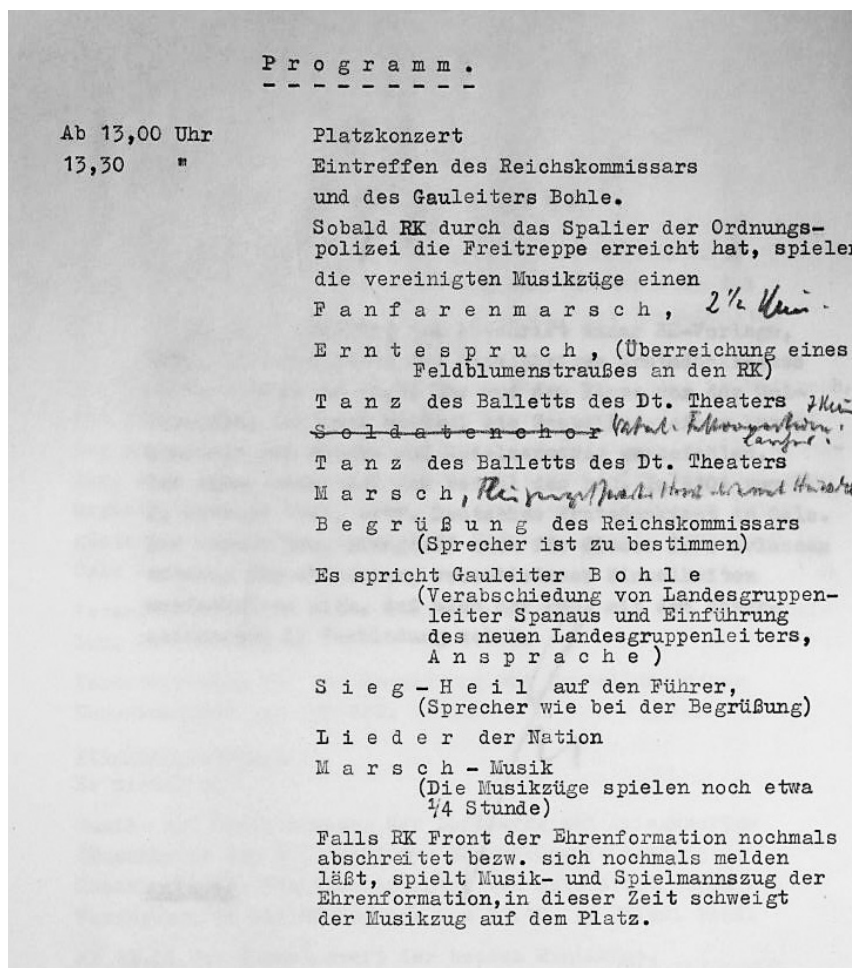 P r o g r a m m .
Ab 13,00 Uhr Platzkonzert
13,30 " Eintreffen des Reichskommissars
und des Gauleiters Bohle.
Sobald RK durch das Spalier der Ordnungs-
polizei die Freitreppe erreicht hat, spielen
die vereinigten Musikzüge einen
F a n f a r e n m a r s c h , 2 1/2 Min.
E r n t e s p r u c h , (Überreichung eines
Feldblumenstraußes an den RK)
T a n z des Balletts des Dt. Theaters
S o l d a t e n c h o r
T a n z des Balletts des Dt. Theaters
M a r s c h ,
B e g r ü ß u n g des Reichskommissars
(Sprecher ist zu bestimmen)
Es spricht Gauleiter B o h l e
(Verabschiedung von Landesgruppen-
leiter Spanaus und Einführung
des neuen Landesgruppenleiters,
A n s p r a c h e )
S i e g - H e i l auf den Führer,
(Sprecher wie bei der Begrüßung)
L i e d e r der Nation
M a r s c h - Musik
(Die Musikzüge spielen noch etwa
1/4 Stunde)
Falls RK Front der Ehrenformation nochmals
abschreitet bezw. sich nochmals melden
läßt, spielt Musik- und Spielmannszug der
Ehrenformation,in dieser Zeit schweigt
der Musikzug auf dem Platz.